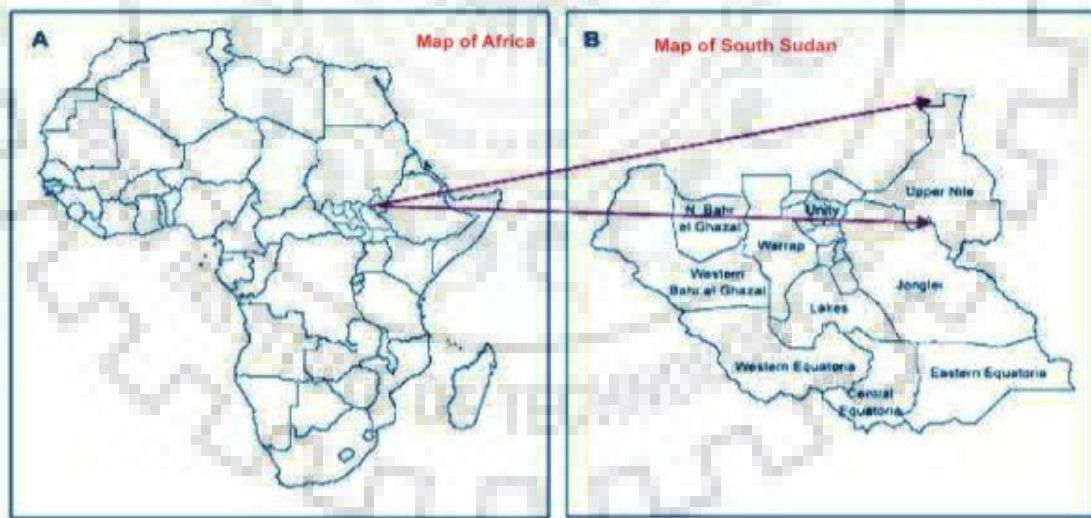 A
Map of Africa
B
Map of South Sudan
Upper Nile
N. Bahr
el Ghazal
Unity
Warrap
Western
Bahr el Ghazal
Jonglei
Lakes
Western Equatoria
Eastern Equatoria
Central
Equatoria